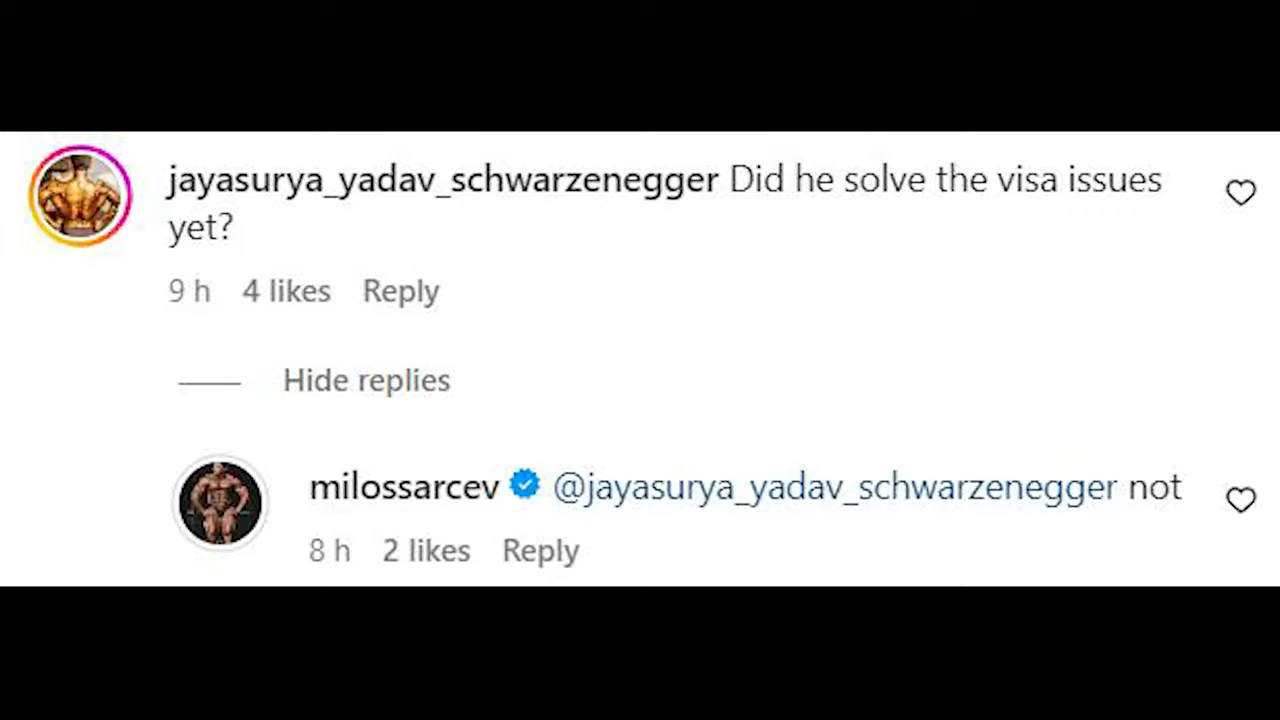 jayasurya_yadav_schwarzenegger Did he solve the visa issues
yet?
9 h 4 likes Reply
Hide replies
milossarcev @jayasurya_yadav_schwarzenegger not
8 h 2 likes Reply